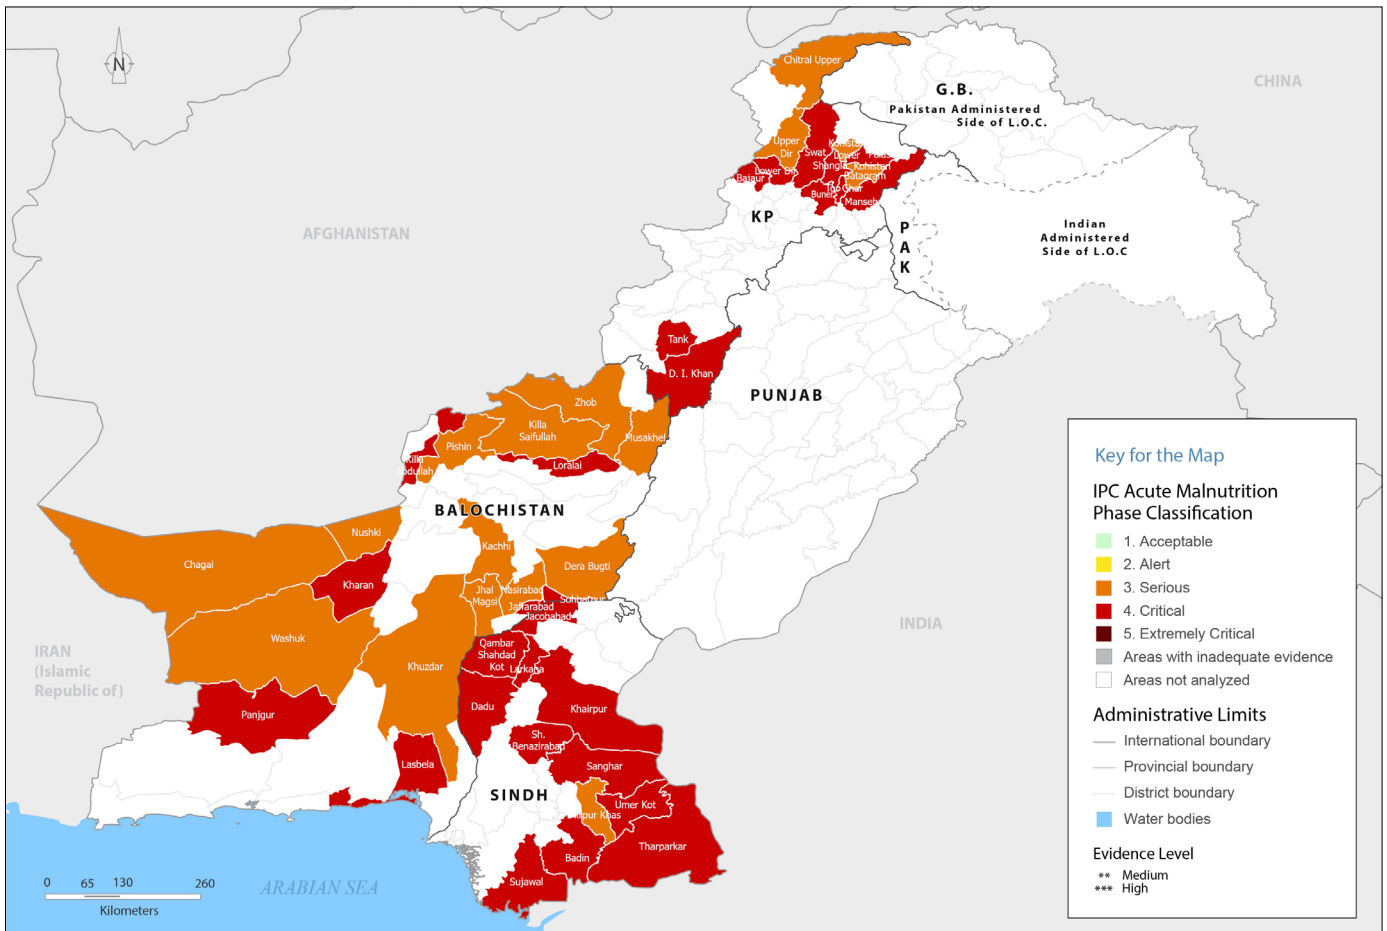 N
CHINA
AFGHANISTAN
IRAN
(Islamic
Republic of)
INDIA
ARABIAN SEA
G.B.
Pakistan Administered
Side of L.O.C.
Indian
Administered
Side of L.O.C
P
A
K
KP
PUNJAB
BALOCHISTAN
SINDH
Chitral Upper
Upper
Dir
Swat
Lower
Shangla
Kohistan
Batagram
Lower Dir
Bajaur
Buner
Tor Ghar
Tank
D. I. Khan
Zhob
Killa
Saifullah
Musakhel
Pishin
Killa
Abdullah
Loralai
Nushki
Chagai
Kharan
Kachhi
Dera Bugti
Jhal
Magsi
Nasirabad
Jaffarabad
Jacobabad
Washuk
Khuzdar
Qambar
Shahdad
Kot
Larkana
Panjgur
Dadu
Khairpur
Sh.
Benazirabad
Lasbela
Sanghar
Umer Kot
Tharparkar
Badin
Sujawal
0 65 130 260
Kilometers
Key for the Map
IPC Acute Malnutrition
Phase Classification
1. Acceptable
2. Alert
3. Serious
4. Critical
5. Extremely Critical
Areas with inadequate evidence
Areas not analyzed
Administrative Limits
International boundary
Provincial boundary
District boundary
Water bodies
Evidence Level
** Medium
*** High